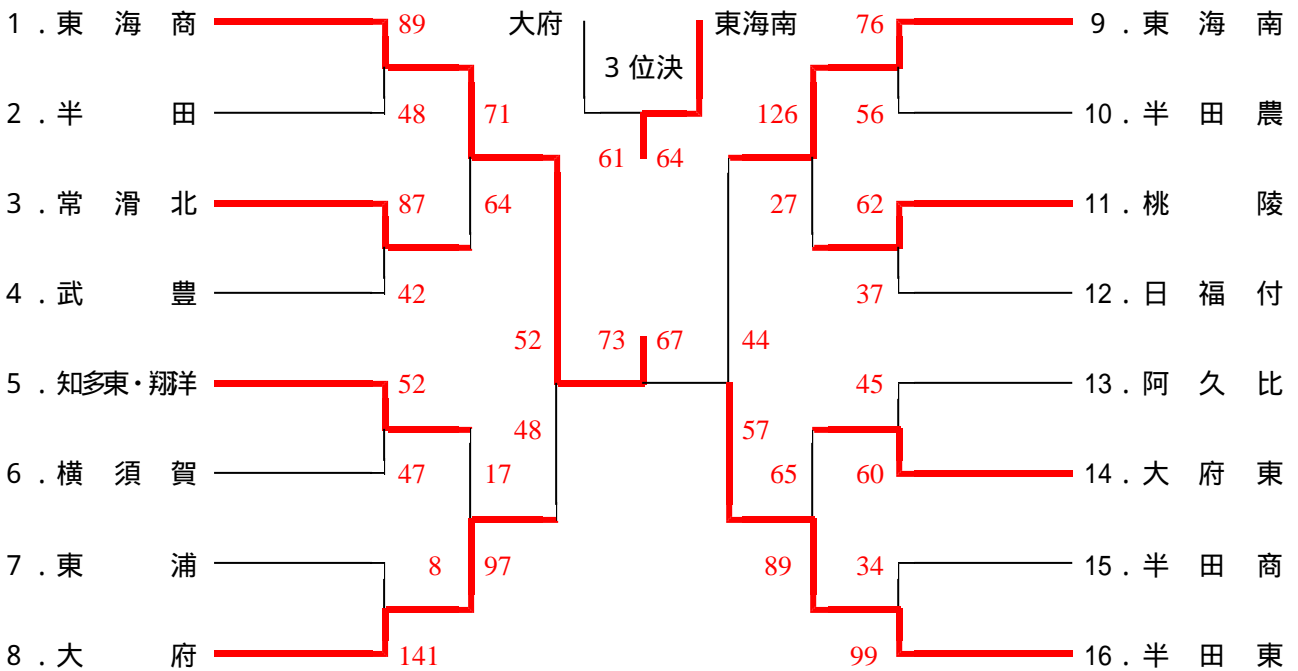 1．東海商 89 大府 東海南 76 9．東海南
3位決
2．半田 48 71 126 56 10．半田農
61 64
3．常滑北 87 64 27 62 11．桃陵
4．武豊 42 37 12．日福付
52 73 67 44
5．知多東・翔洋 52 45 13．阿久比
48 57
6．横須賀 47 17 65 60 14．大府東
7．東浦 8 97 89 34 15．半田商
8．大府 141 99 16．半田東